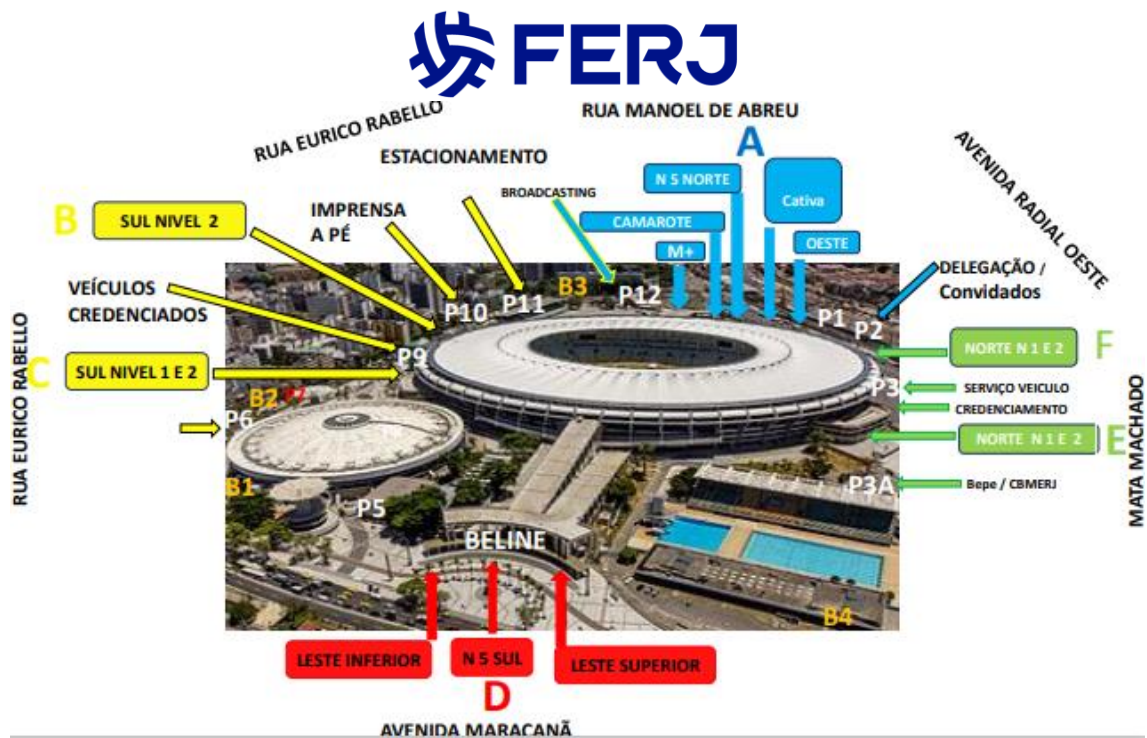 FERJ
RUA EURICO RABELLO
RUA MANOEL DE ABREU
A
ESTACIONAMENTO
BROADCASTING
N 5 NORTE
Cativa
AVENIDA RADIAL OESTE
B
SUL NIVEL 2
IMPRENSA
A PÉ
CAMAROTE
M+
OESTE
DELEGAÇÃO /
Convidados
VEÍCULOS
CREDENCIADOS
B3
P12
P11
P10
P1
P2
P9
NORTE N 1 E 2
F
C
SUL NIVEL 1 E 2
P3
SERVIÇO VEICULO
CREDENCIAMENTO
RUA EURICO RABELLO
B2
P6
NORTE N 1 E 2
E
MATA MACHADO
B1
P5
P3A
Bepe / CBMERJ
BELINE
B4
LESTE INFERIOR
N 5 SUL
LESTE SUPERIOR
D
AVENIDA MARACANÃ